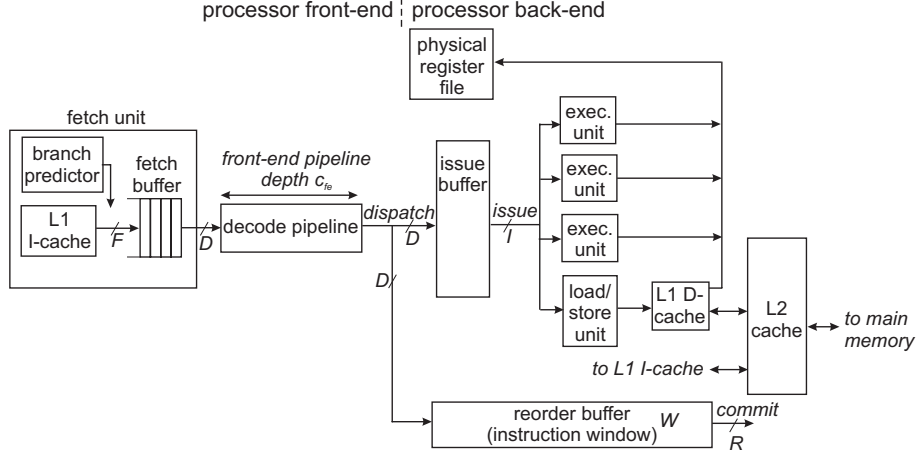 processor front-end
processor back-end
physical
register
file
fetch unit
branch
predictor
fetch
buffer
L1
I-cache
F
D
front-end pipeline
depth c_fe
decode pipeline
dispatch
D
D
issue
buffer
issue
I
exec.
unit
exec.
unit
exec.
unit
load/
store
unit
L1 D-
cache
L2
cache
to main
memory
to L1 I-cache
reorder buffer
(instruction window) W
commit
R